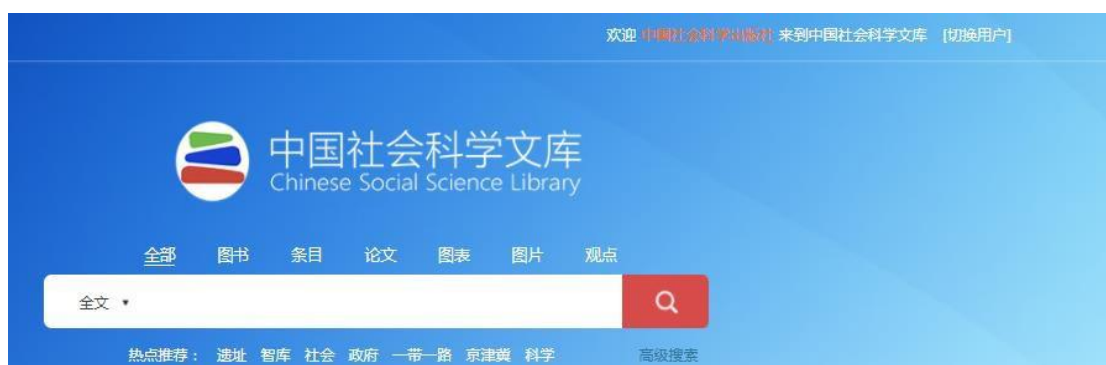 欢迎 中国社会科学出版社 来到中国社会科学文库 [切换用户]
中国社会科学文库
Chinese Social Science Library
全部 图书 条目 论文 图表 图片 观点
全文
热点推荐： 遗址 智库 社会 政府 一带一路 京津冀 科学 高级搜索